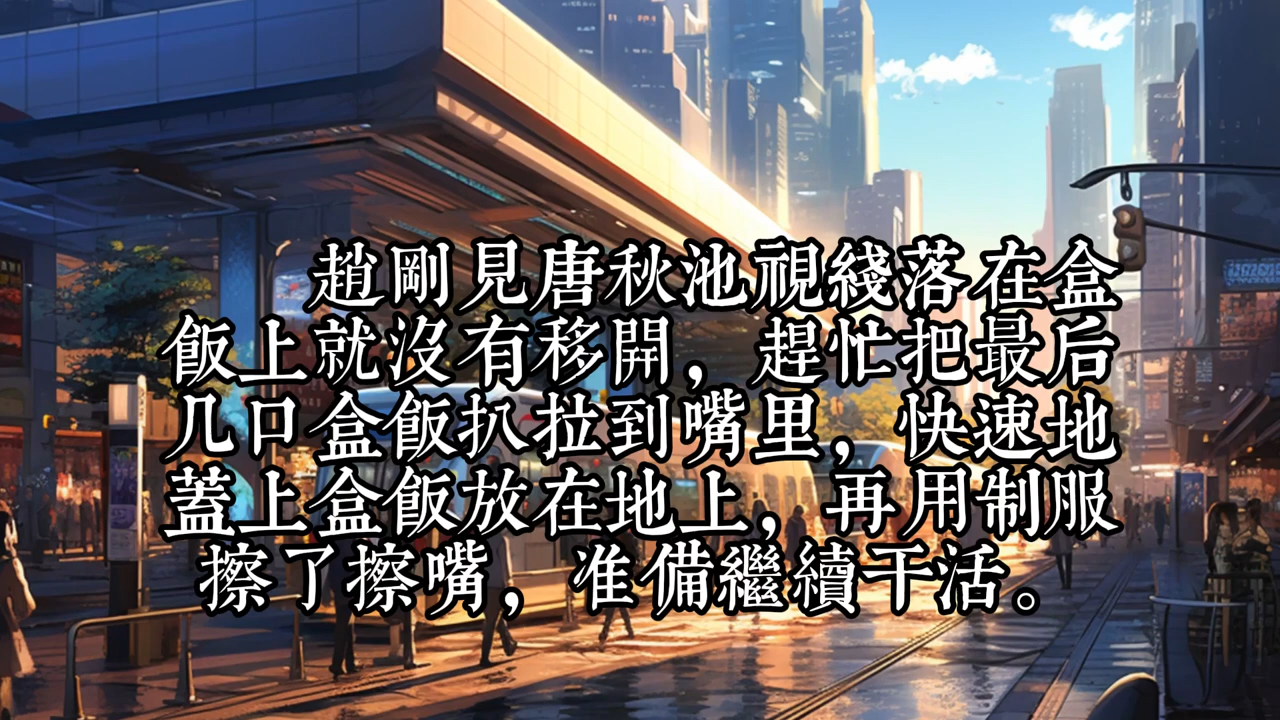 趙剛見唐秋池視綫落在盒
飯上就沒有移開，趕忙把最后
几口盒飯扒拉到嘴里，快速地
蓋上盒飯放在地上，再用制服
擦了擦嘴，准備繼續干活。